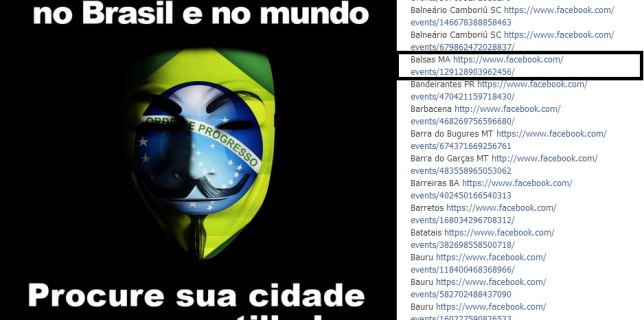 no Brasil e no mundo
ORDEM E PROGRESSO
Procure sua cidade
Balneário Camboriú SC https://www.facebook.com/
events/146678388858463
Balneário Camboriú SC https://www.facebook.com/
events/679862472028837/
Balsas MA https://www.facebook.com/
events/129128903962456/
Bandeirantes PR https://www.facebook.com/
events/470421159718430/
Barbacena http://www.facebook.com/
events/468269756596680/
Barra do Bugures MT https://www.facebook.com/
events/674371669256761
Barra do Garças MT http://www.facebook.com/
events/483558965053062
Barreiras BA https://www.facebook.com/
events/402450166540313
Barretos https://www.facebook.com/
events/168034296708312/
Batatais https://www.facebook.com/
events/382698558500718/
Bauru https://www.facebook.com/
events/118400468368966/
Bauru https://www.facebook.com/
events/582702488437090
Bauru https://www.facebook.com/
events/160227590826533